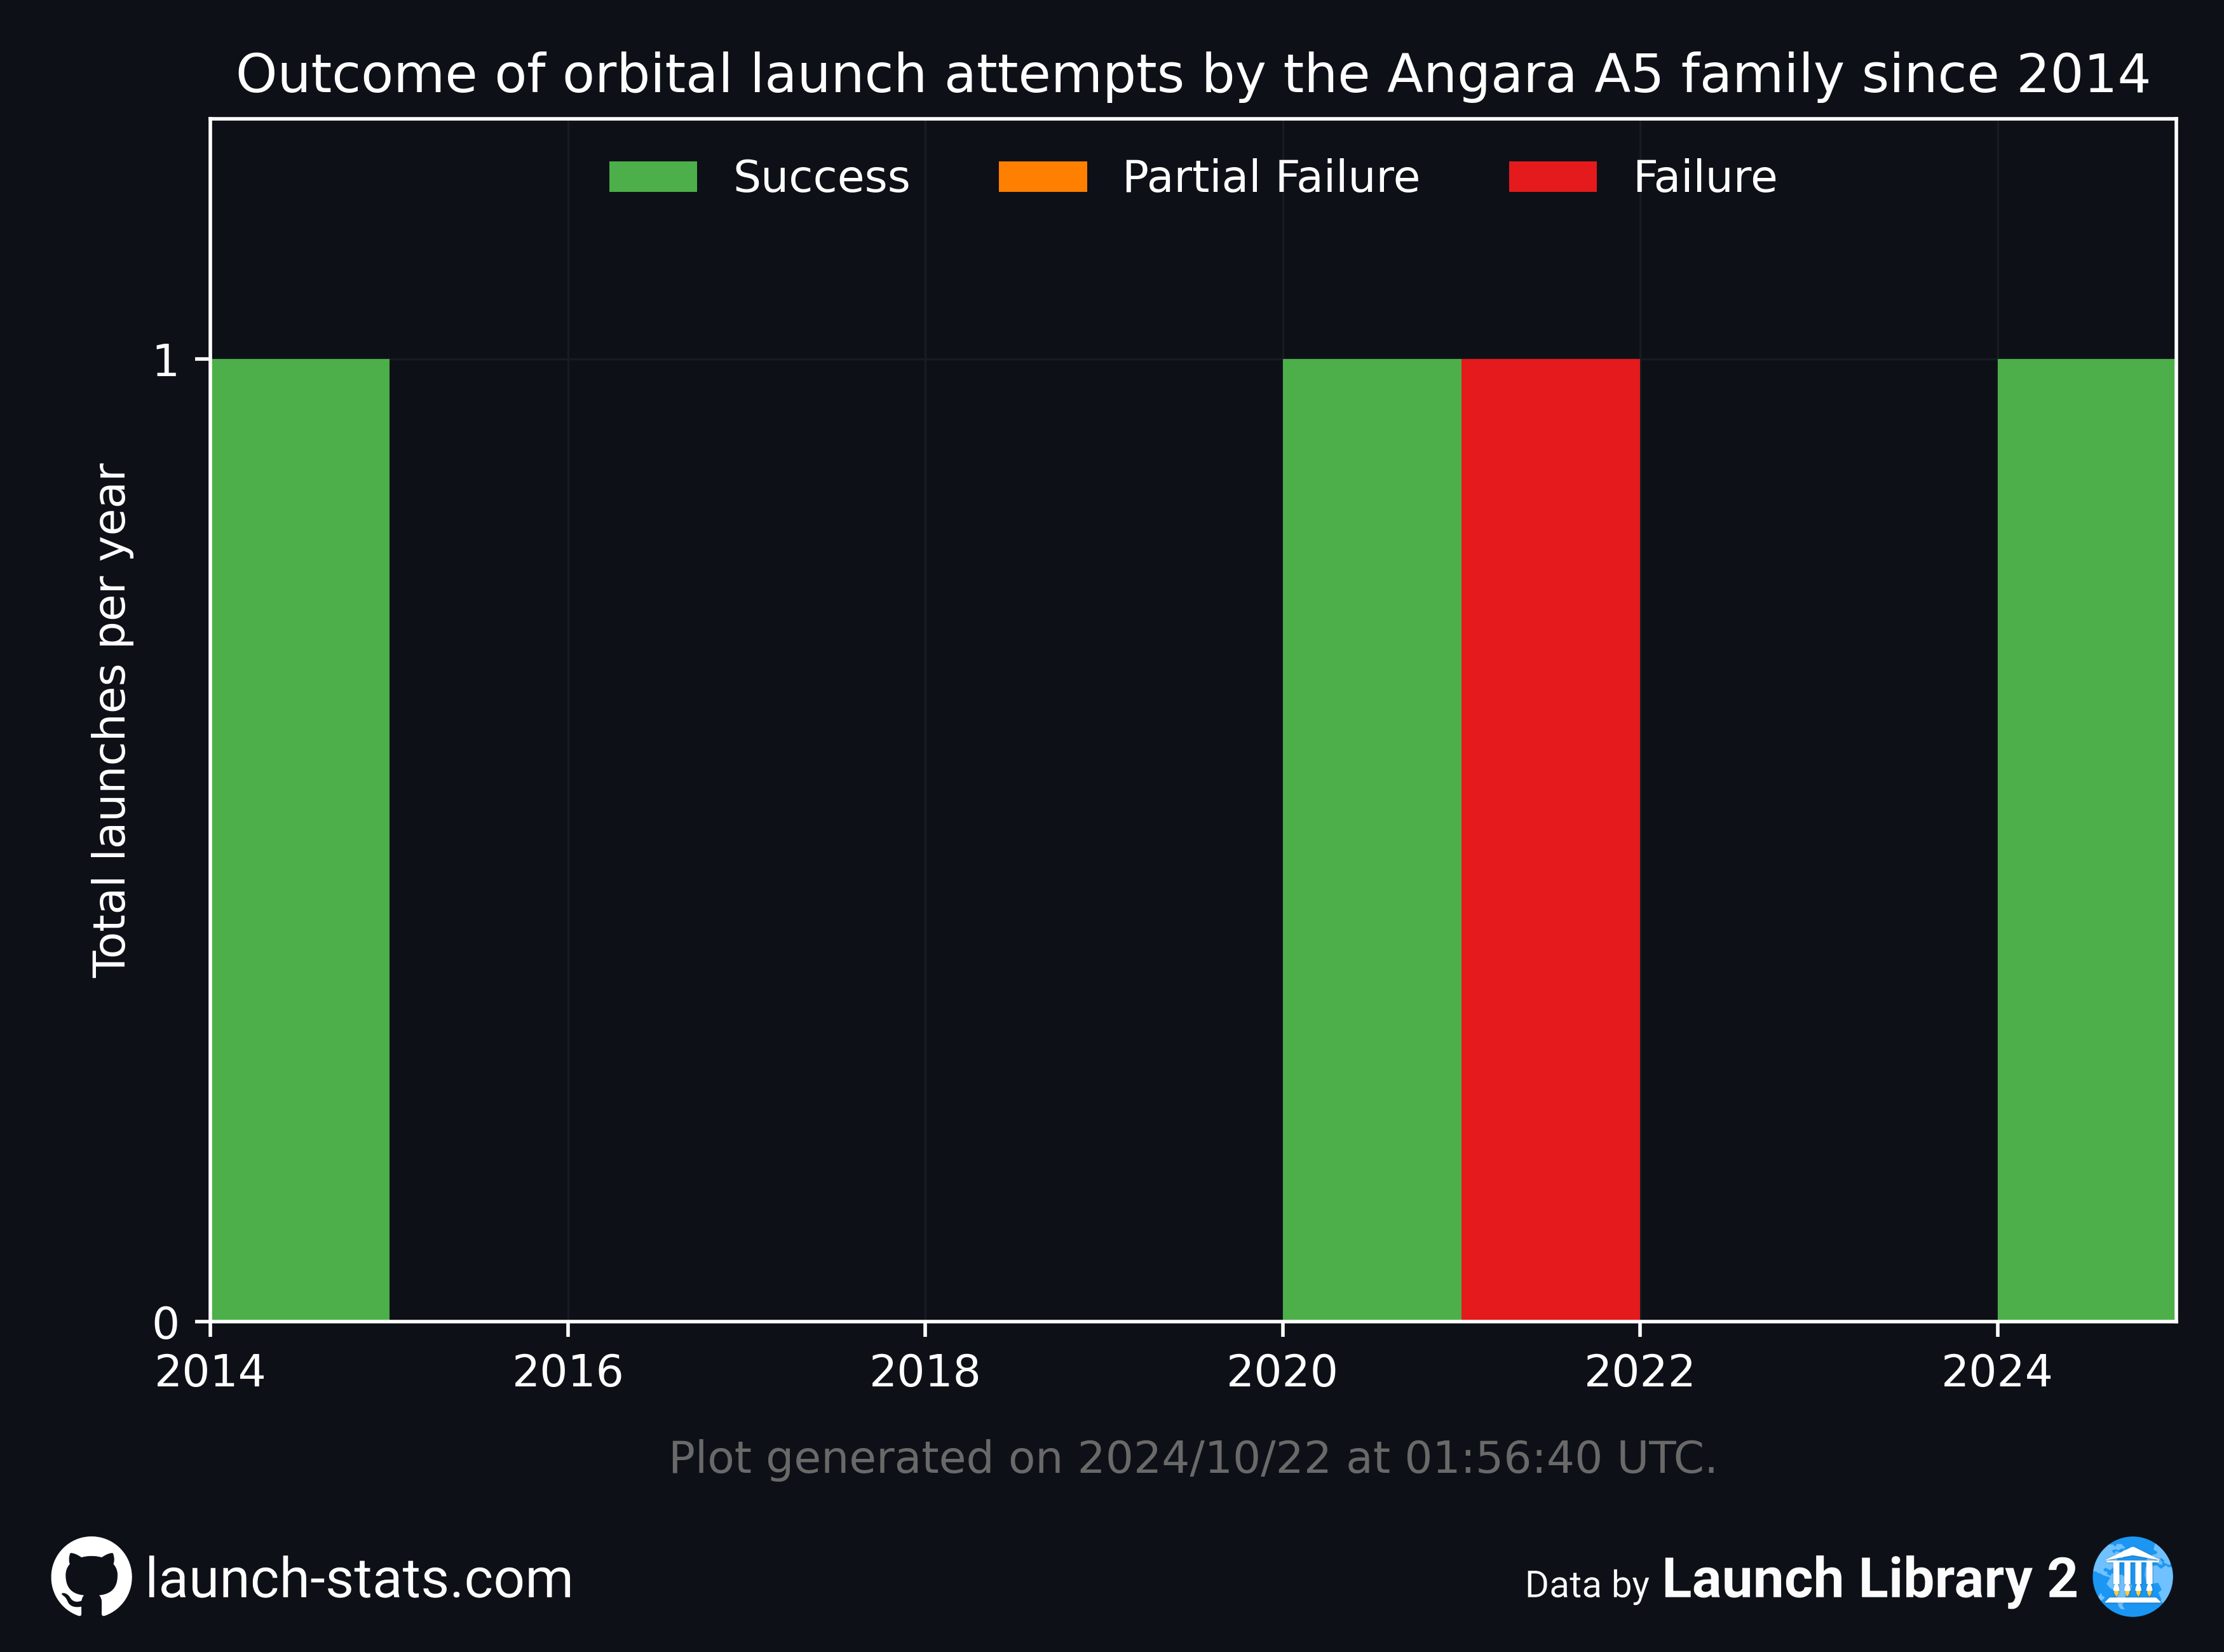 Outcome of orbital launch attempts by the Angara A5 family since 2014
Success Partial Failure Failure
Total launches per year
1
0
2014 2016 2018 2020 2022 2024
Plot generated on 2024/10/22 at 01:56:40 UTC.
launch-stats.com
Data by Launch Library 2